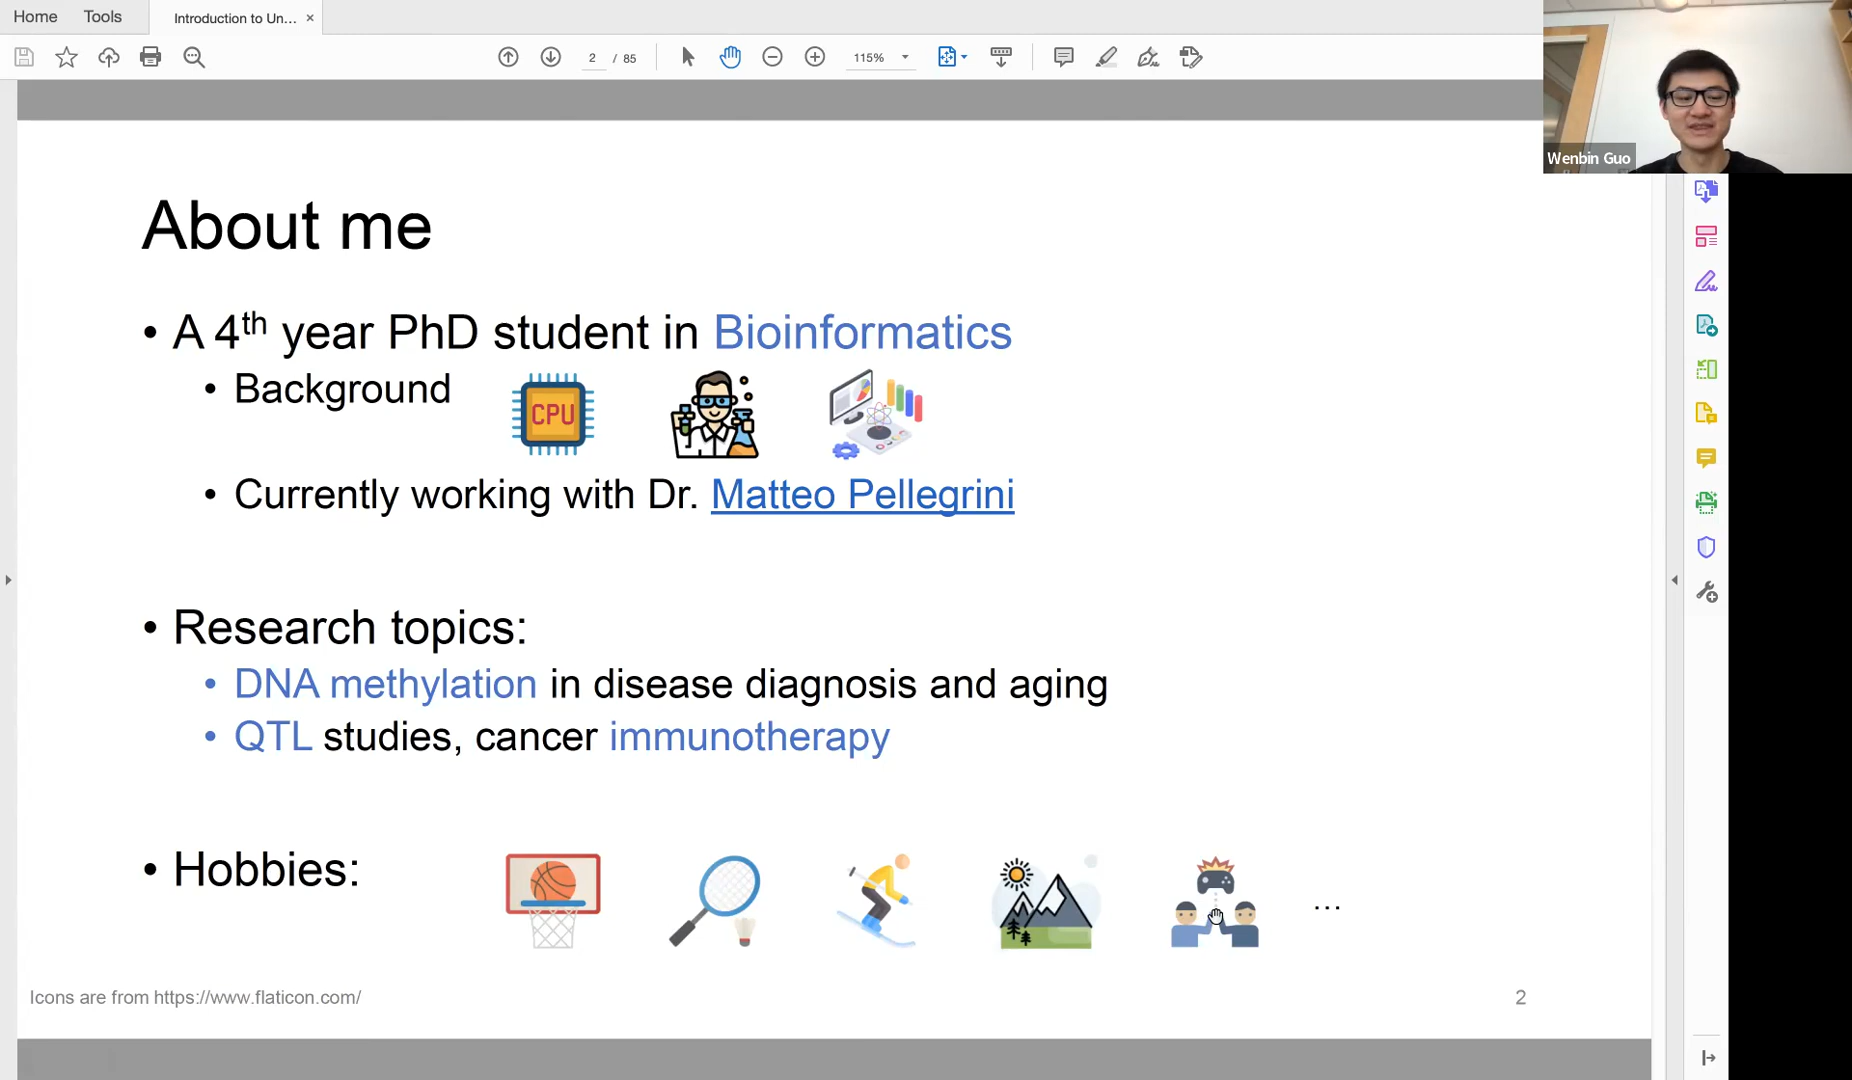 Home Tools Introduction to Un... ×
2 / 85 115%
Wenbin Guo
About me
• A 4th year PhD student in Bioinformatics
• Background
CPU
• Currently working with Dr. Matteo Pellegrini
• Research topics:
• DNA methylation in disease diagnosis and aging
• QTL studies, cancer immunotherapy
• Hobbies:
...
Icons are from https://www.flaticon.com/
2